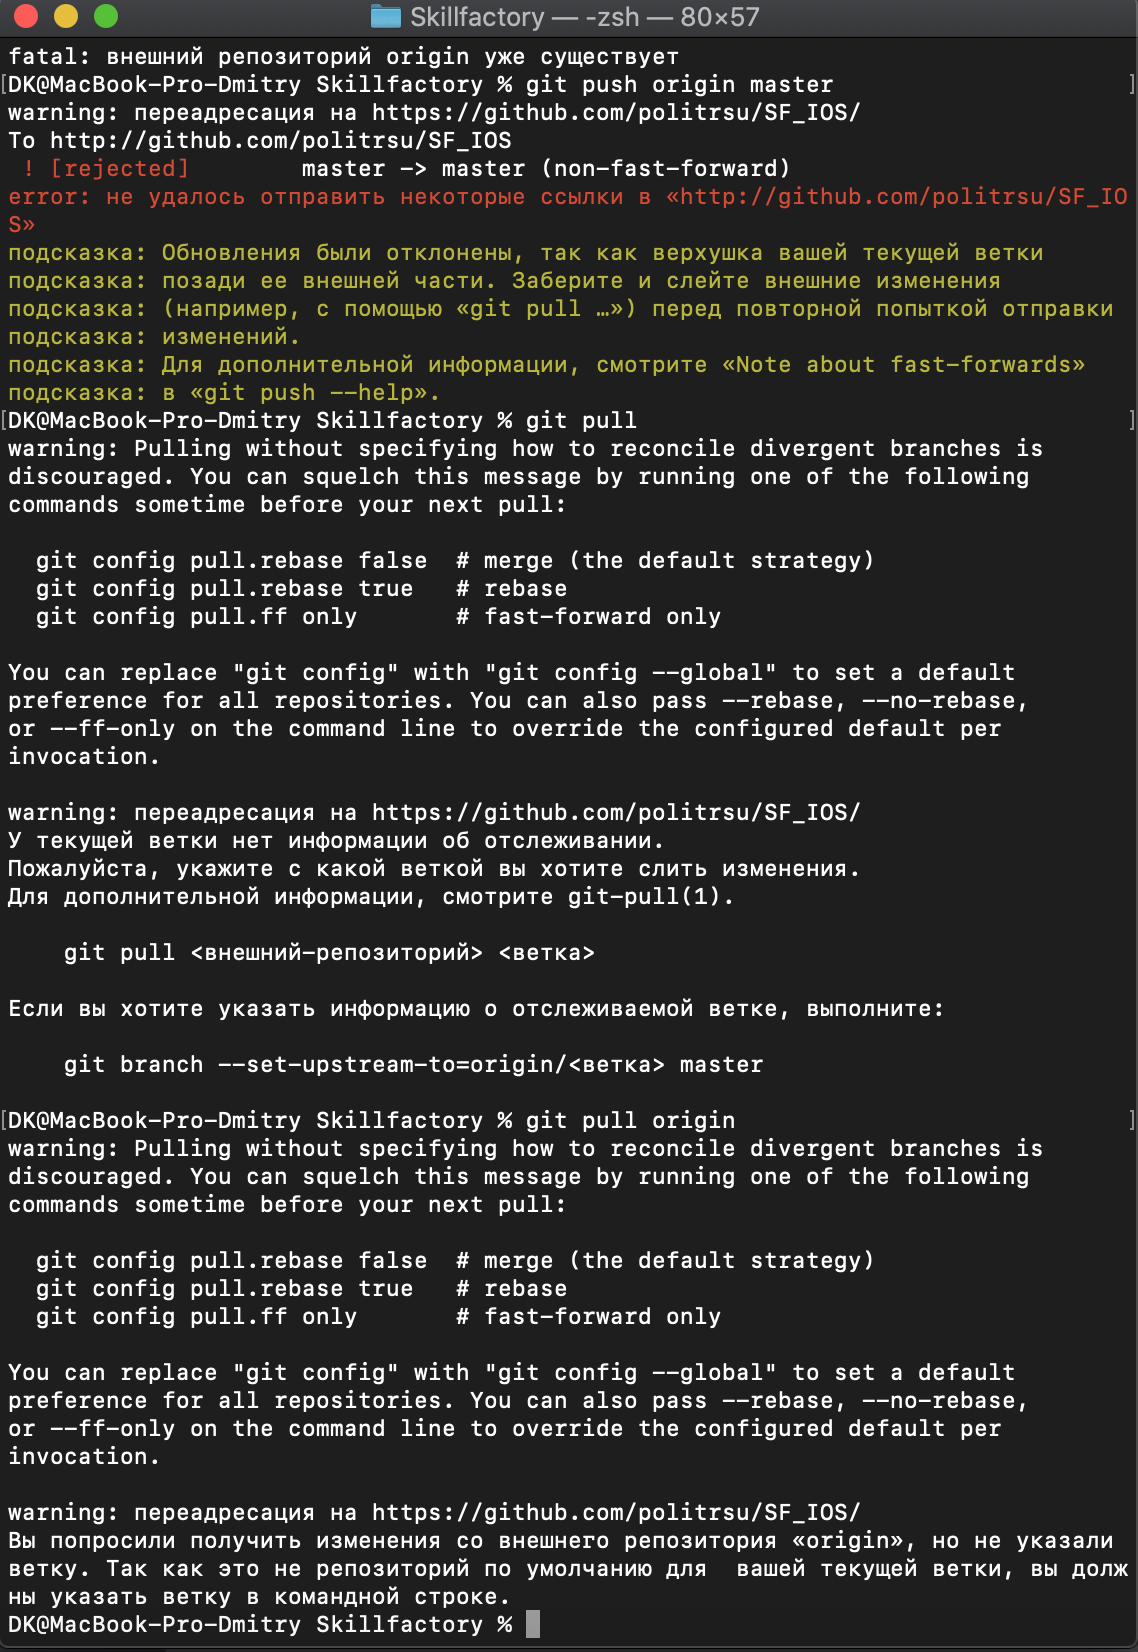 Skillfactory — -zsh — 80×57
fatal: внешний репозиторий origin уже существует
[DK@MacBook-Pro-Dmitry Skillfactory % git push origin master ]
warning: переадресация на https://github.com/politrsu/SF_IOS/
To http://github.com/politrsu/SF_IOS
 ! [rejected]        master -> master (non-fast-forward)
error: не удалось отправить некоторые ссылки в «http://github.com/politrsu/SF_IO
S»
подсказка: Обновления были отклонены, так как верхушка вашей текущей ветки
подсказка: позади ее внешней части. Заберите и слейте внешние изменения
подсказка: (например, с помощью «git pull …») перед повторной попыткой отправки
подсказка: изменений.
подсказка: Для дополнительной информации, смотрите «Note about fast-forwards»
подсказка: в «git push --help».
[DK@MacBook-Pro-Dmitry Skillfactory % git pull ]
warning: Pulling without specifying how to reconcile divergent branches is
discouraged. You can squelch this message by running one of the following
commands sometime before your next pull:
  git config pull.rebase false  # merge (the default strategy)
  git config pull.rebase true   # rebase
  git config pull.ff only       # fast-forward only
You can replace "git config" with "git config --global" to set a default
preference for all repositories. You can also pass --rebase, --no-rebase,
or --ff-only on the command line to override the configured default per
invocation.
warning: переадресация на https://github.com/politrsu/SF_IOS/
У текущей ветки нет информации об отслеживании.
Пожалуйста, укажите с какой веткой вы хотите слить изменения.
Для дополнительной информации, смотрите git-pull(1).
    git pull <внешний-репозиторий> <ветка>
Если вы хотите указать информацию о отслеживаемой ветке, выполните:
    git branch --set-upstream-to=origin/<ветка> master
[DK@MacBook-Pro-Dmitry Skillfactory % git pull origin ]
warning: Pulling without specifying how to reconcile divergent branches is
discouraged. You can squelch this message by running one of the following
commands sometime before your next pull:
  git config pull.rebase false  # merge (the default strategy)
  git config pull.rebase true   # rebase
  git config pull.ff only       # fast-forward only
You can replace "git config" with "git config --global" to set a default
preference for all repositories. You can also pass --rebase, --no-rebase,
or --ff-only on the command line to override the configured default per
invocation.
warning: переадресация на https://github.com/politrsu/SF_IOS/
Вы попросили получить изменения со внешнего репозитория «origin», но не указали
ветку. Так как это не репозиторий по умолчанию для  вашей текущей ветки, вы долж
ны указать ветку в командной строке.
DK@MacBook-Pro-Dmitry Skillfactory %